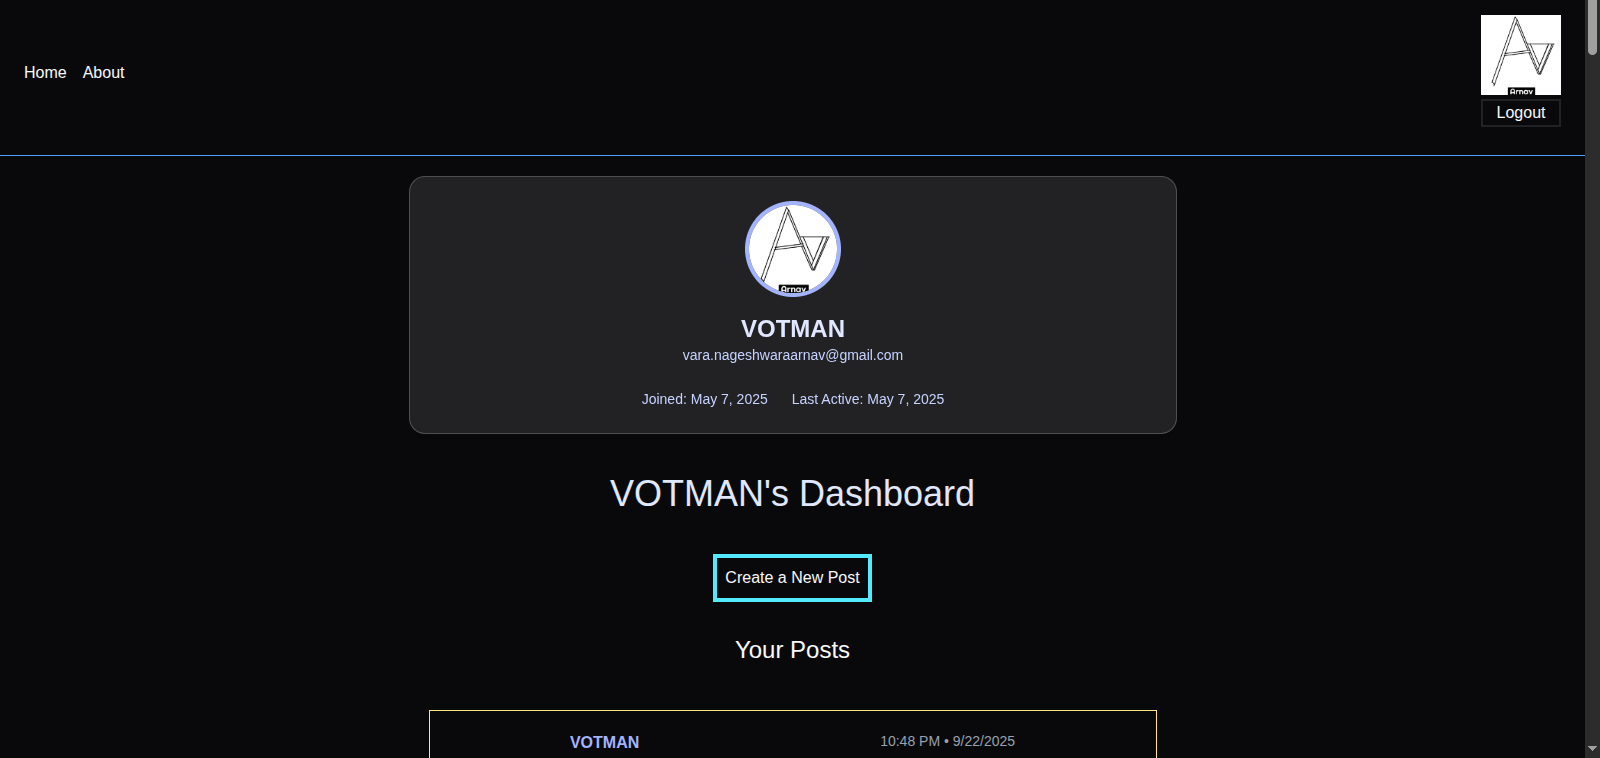 Home About
Arnav
Logout
Arnav
VOTMAN
vara.nageshwaraarnav@gmail.com
Joined: May 7, 2025 Last Active: May 7, 2025
VOTMAN's Dashboard
Create a New Post
Your Posts
VOTMAN 10:48 PM • 9/22/2025